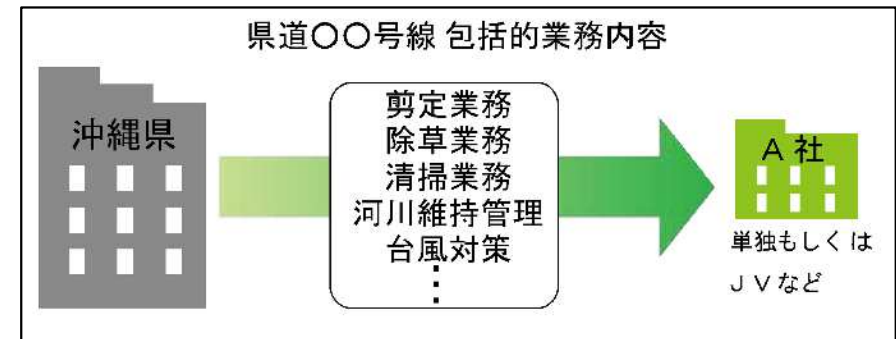 県道〇〇号線 包括的業務内容
沖縄県
剪定業務
除草業務
清掃業務
河川維持管理
台風対策
⋮
A社
単独もしくは
JVなど